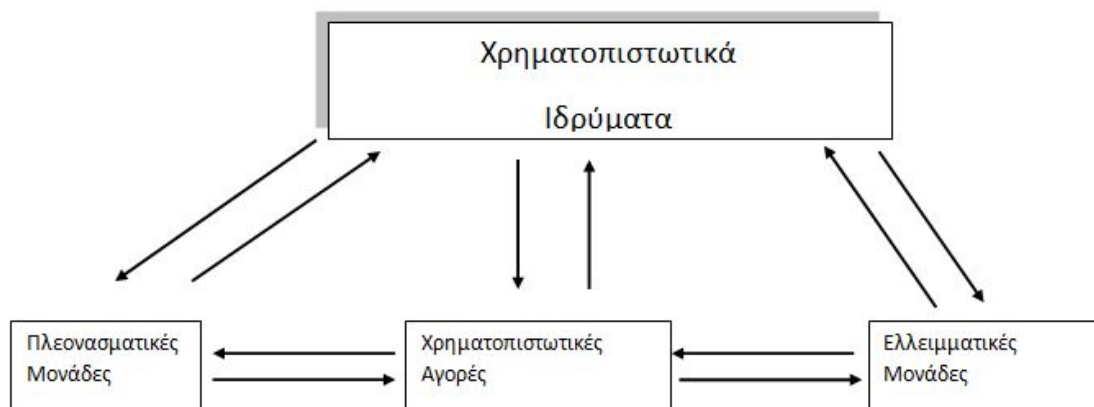 Χρηματοπιστωτικά
Ιδρύματα
Πλεονασματικές
Μονάδες
Χρηματοπιστωτικές
Αγορές
Ελλειμματικές
Μονάδες